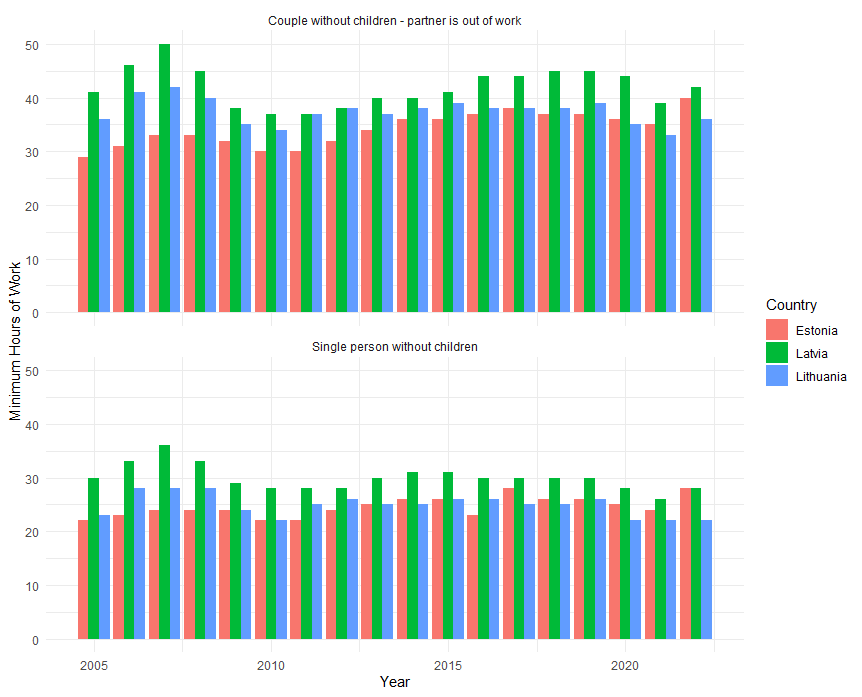 Couple without children - partner is out of work
50
40
30
20
10
0
Single person without children
50
40
30
20
10
0
2005
2010
2015
2020
Year
Minimum Hours of Work
Country
Estonia
Latvia
Lithuania